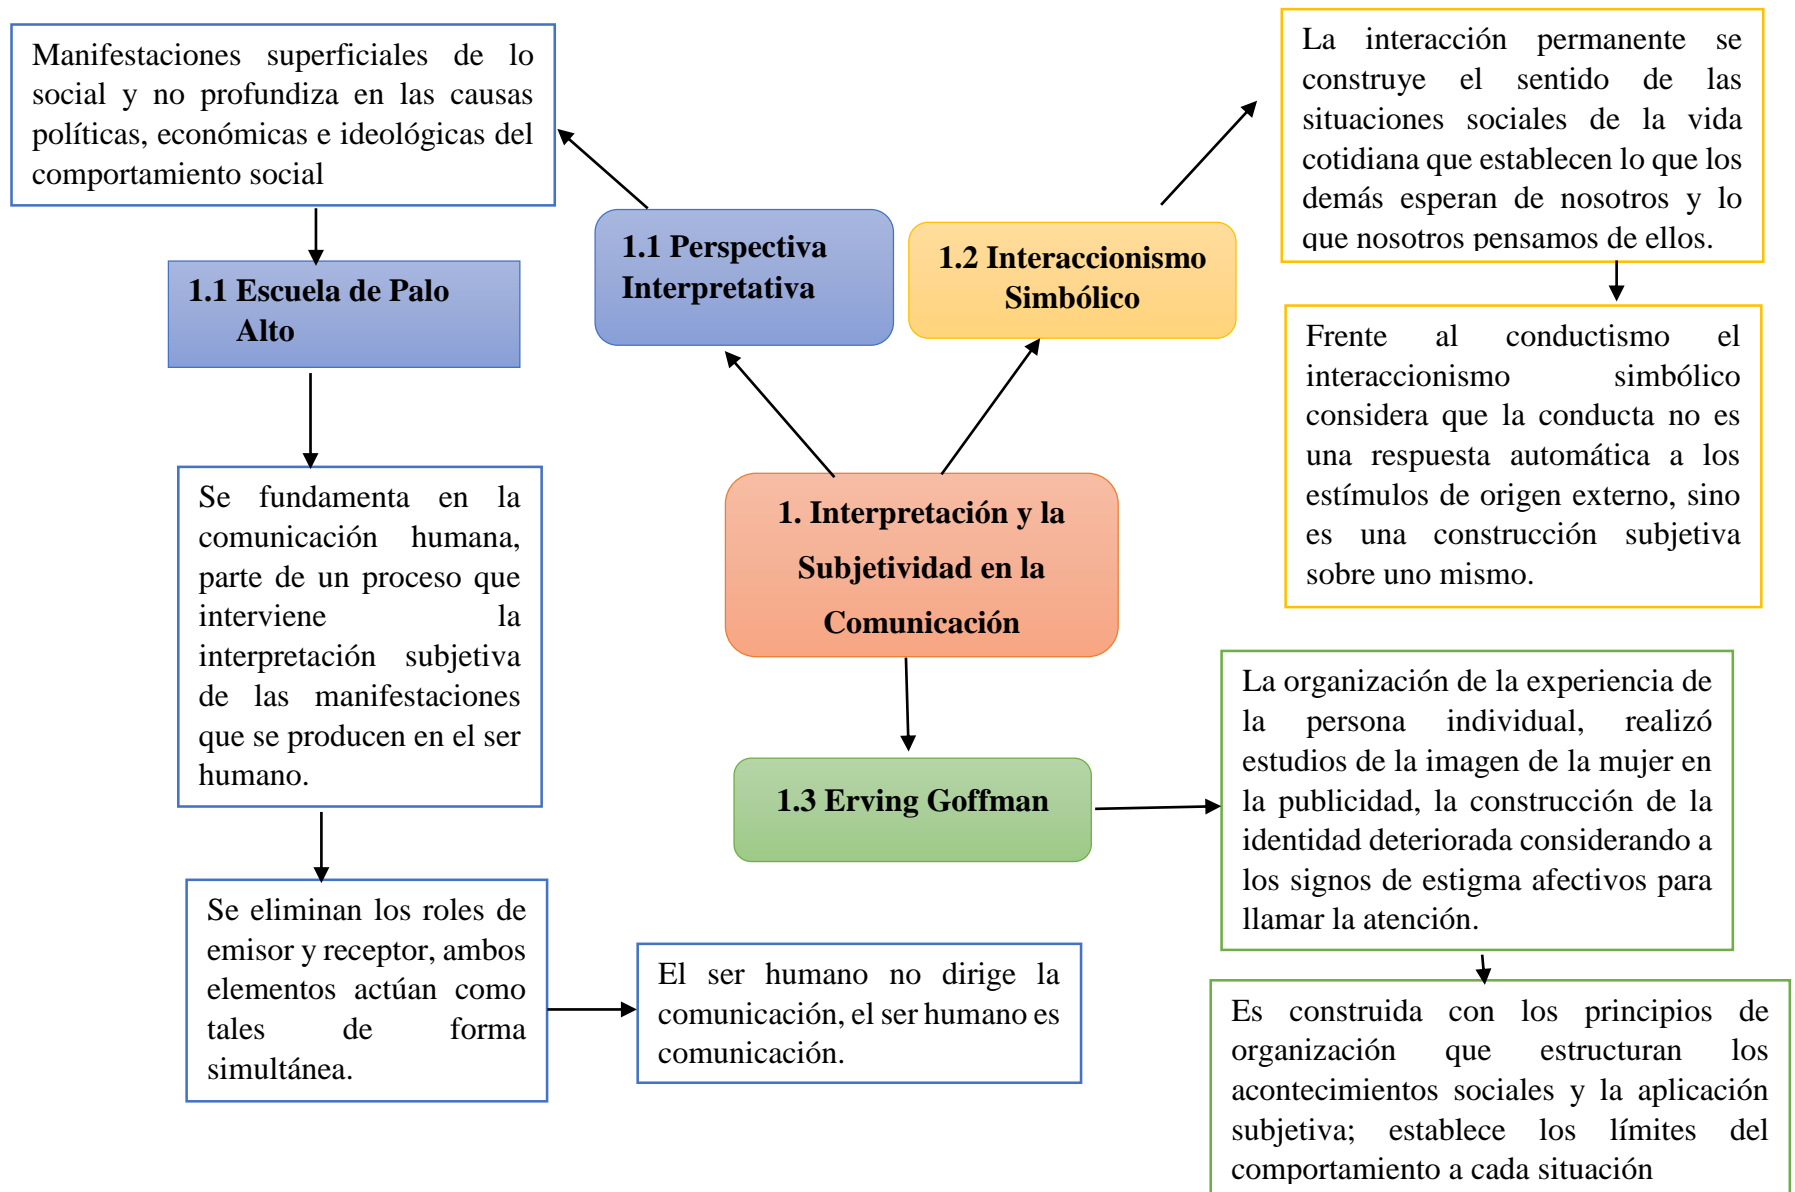 Manifestaciones superficiales de lo
social y no profundiza en las causas
políticas, económicas e ideológicas del
comportamiento social
1.1 Escuela de Palo
Alto
Se fundamenta en la
comunicación humana,
parte de un proceso que
interviene la
interpretación subjetiva
de las manifestaciones
que se producen en el ser
humano.
Se eliminan los roles de
emisor y receptor, ambos
elementos actúan como
tales de forma
simultánea.
El ser humano no dirige la
comunicación, el ser humano es
comunicación.
1.1 Perspectiva
Interpretativa
1.2 Interaccionismo
Simbólico
1. Interpretación y la
Subjetividad en la
Comunicación
1.3 Erving Goffman
La interacción permanente se
construye el sentido de las
situaciones sociales de la vida
cotidiana que establecen lo que los
demás esperan de nosotros y lo
que nosotros pensamos de ellos.
Frente al conductismo el
interaccionismo simbólico
considera que la conducta no es
una respuesta automática a los
estímulos de origen externo, sino
es una construcción subjetiva
sobre uno mismo.
La organización de la experiencia de
la persona individual, realizó
estudios de la imagen de la mujer en
la publicidad, la construcción de la
identidad deteriorada considerando a
los signos de estigma afectivos para
llamar la atención.
Es construida con los principios de
organización que estructuran los
acontecimientos sociales y la aplicación
subjetiva; establece los límites del
comportamiento a cada situación